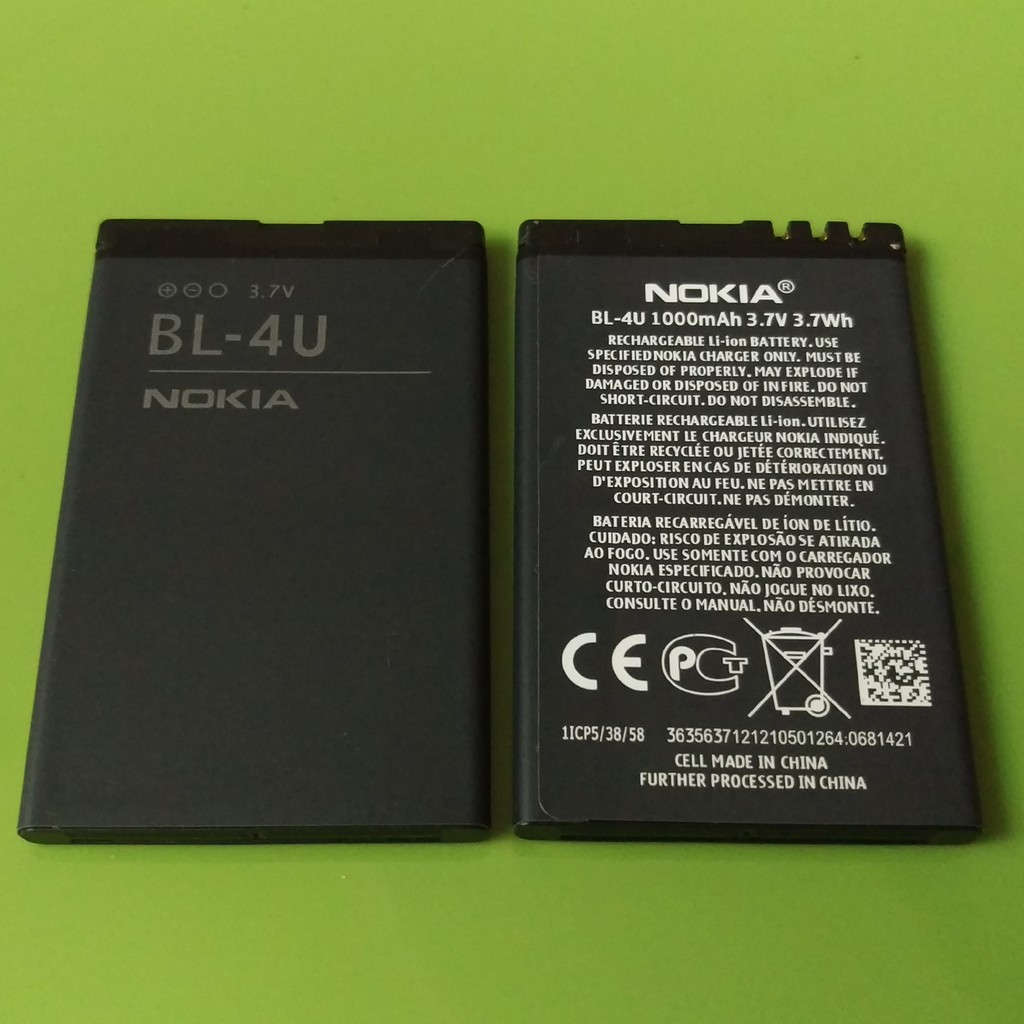 ⊕⊖○ 3.7V
BL-4U
NOKIA
NOKIA®
BL-4U 1000mAh 3.7V 3.7Wh
RECHARGEABLE Li-ion BATTERY. USE
SPECIFIED NOKIA CHARGER ONLY. MUST BE
DISPOSED OF PROPERLY. MAY EXPLODE IF
DAMAGED OR DISPOSED OF IN FIRE. DO NOT
SHORT-CIRCUIT. DO NOT DISASSEMBLE.
BATTERIE RECHARGEABLE Li-ion. UTILISEZ
EXCLUSIVEMENT LE CHARGEUR NOKIA INDIQUÉ.
DOIT ÊTRE RECYCLÉE OU JETÉE CORRECTEMENT.
PEUT EXPLOSER EN CAS DE DÉTÉRIORATION OU
D'EXPOSITION AU FEU. NE PAS METTRE EN
COURT-CIRCUIT. NE PAS DÉMONTER.
BATERIA RECARREGÁVEL DE ÍON DE LÍTIO.
CUIDADO: RISCO DE EXPLOSÃO SE ATIRADA
AO FOGO. USE SOMENTE COM O CARREGADOR
NOKIA ESPECIFICADO. NÃO PROVOCAR
CURTO-CIRCUITO. NÃO JOGUE NO LIXO.
CONSULTE O MANUAL. NÃO DÉSMONTE.
CE PCT
1ICP5/38/58 3635637121210501264:0681421
CELL MADE IN CHINA
FURTHER PROCESSED IN CHINA